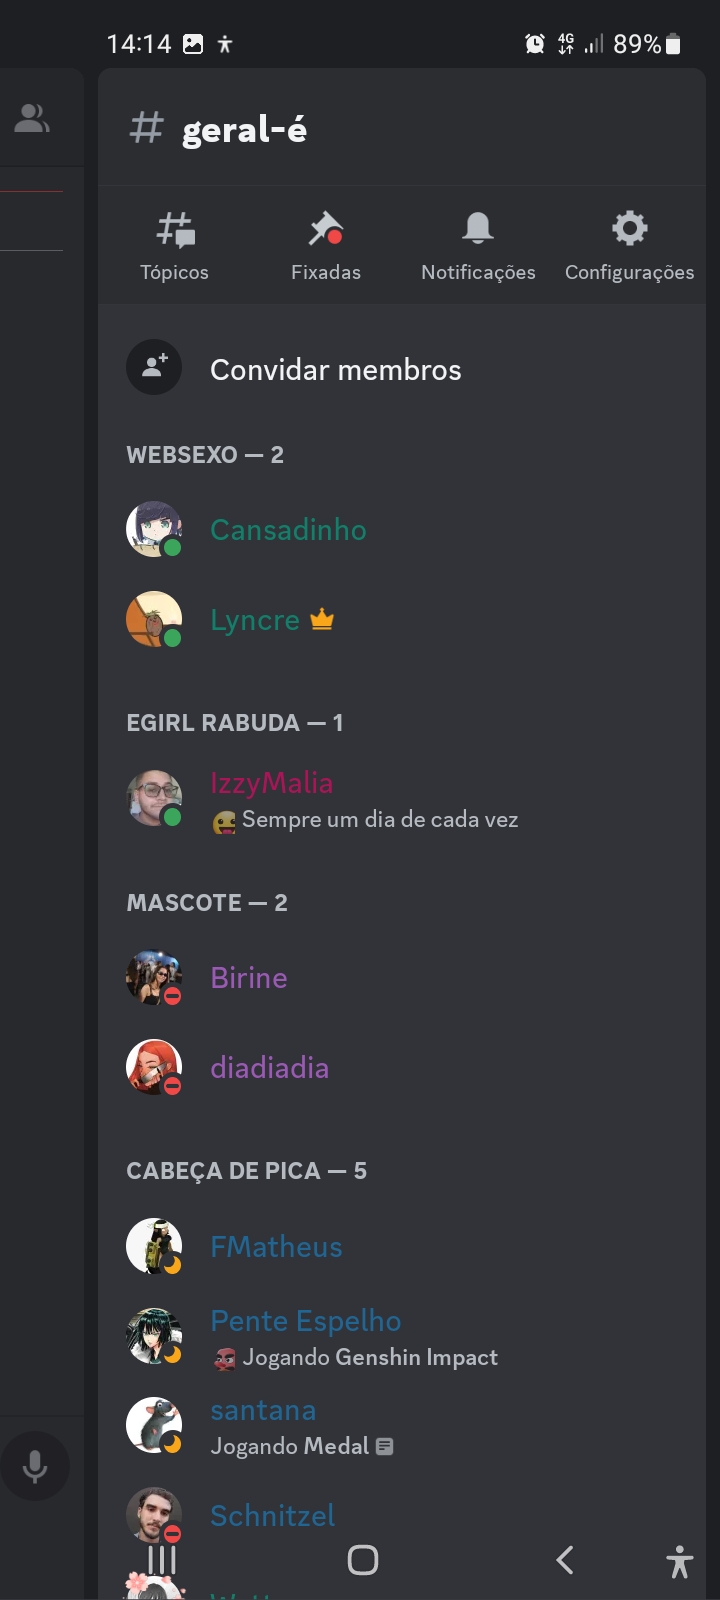 14:14
4G
89%
# geral-é
Tópicos
Fixadas
Notificações
Configurações
Convidar membros
WEBSEXO — 2
Cansadinho
Lyncre
EGIRL RABUDA — 1
IzzyMalia
Sempre um dia de cada vez
MASCOTE — 2
Birine
diadiadia
CABEÇA DE PICA — 5
FMatheus
Pente Espelho
Jogando Genshin Impact
santana
Jogando Medal
Schnitzel